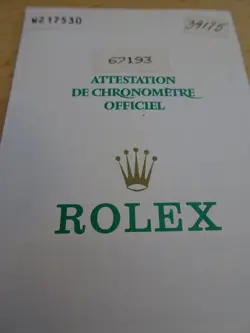 W217530
39175
67193
ATTESTATION
DE CHRONOMÈTRE
OFFICIEL
ROLEX